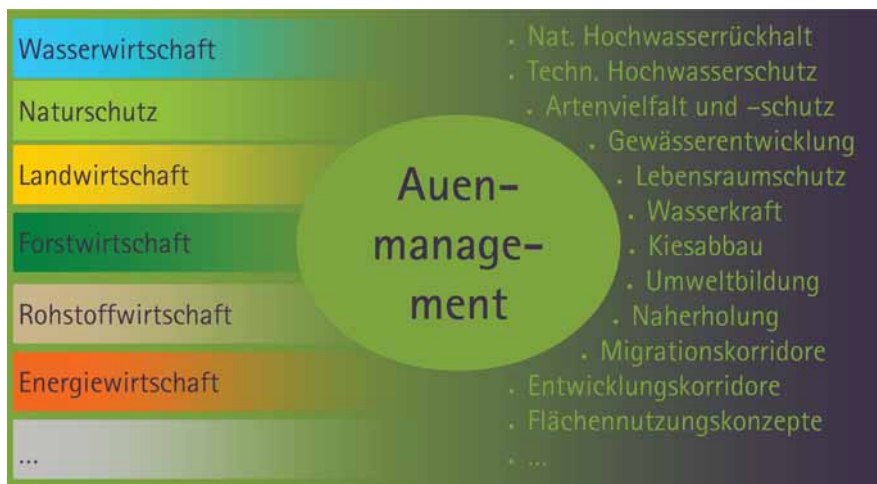 Wasserwirtschaft
Naturschutz
Landwirtschaft
Forstwirtschaft
Rohstoffwirtschaft
Energiewirtschaft
...
Auen-
manage-
ment
. Nat. Hochwasserrückhalt
. Techn. Hochwasserschutz
. Artenvielfalt und –schutz
. Gewässerentwicklung
. Lebensraumschutz
. Wasserkraft
. Kiesabbau
. Umweltbildung
. Naherholung
. Migrationskorridore
. Entwicklungskorridore
. Flächennutzungskonzepte
. ...